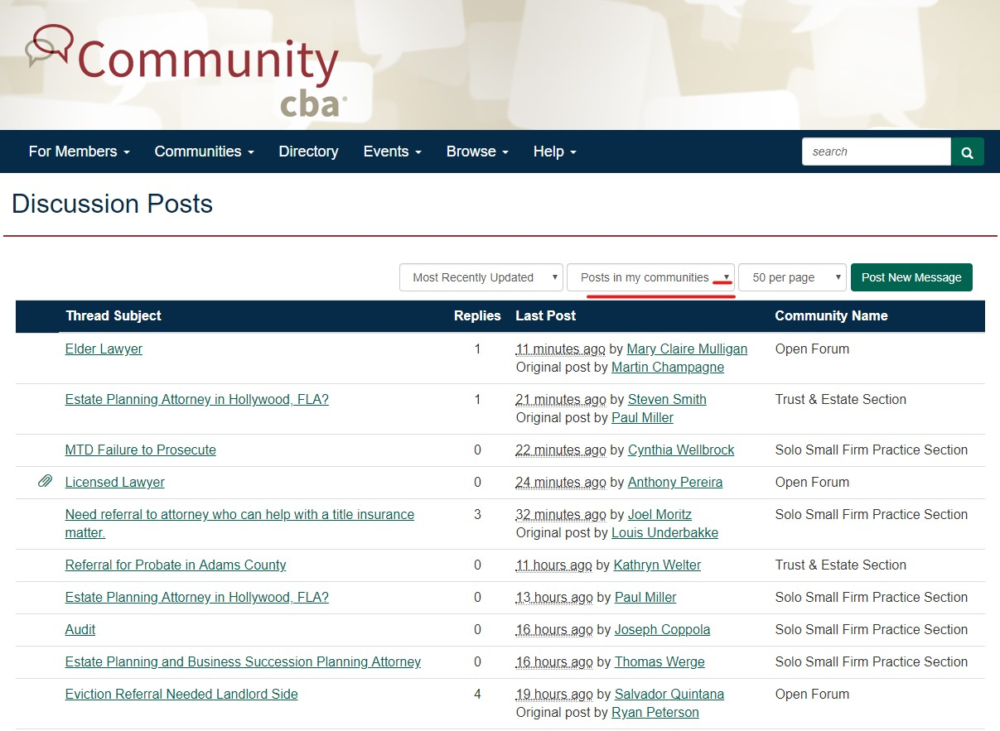 Community
cba
For Members Communities Directory Events Browse Help search
Discussion Posts
Most Recently Updated Posts in my communities 50 per page Post New Message
Thread Subject Replies Last Post Community Name
Elder Lawyer 1 11 minutes ago by Mary Claire Mulligan Open Forum
Original post by Martin Champagne
Estate Planning Attorney in Hollywood, FLA? 1 21 minutes ago by Steven Smith Trust & Estate Section
Original post by Paul Miller
MTD Failure to Prosecute 0 22 minutes ago by Cynthia Wellbrock Solo Small Firm Practice Section
Licensed Lawyer 0 24 minutes ago by Anthony Pereira Open Forum
Need referral to attorney who can help with a title insurance 3 32 minutes ago by Joel Moritz Solo Small Firm Practice Section
matter. Original post by Louis Underbakke
Referral for Probate in Adams County 0 11 hours ago by Kathryn Welter Trust & Estate Section
Estate Planning Attorney in Hollywood, FLA? 0 13 hours ago by Paul Miller Solo Small Firm Practice Section
Audit 0 16 hours ago by Joseph Coppola Solo Small Firm Practice Section
Estate Planning and Business Succession Planning Attorney 0 16 hours ago by Thomas Werge Solo Small Firm Practice Section
Eviction Referral Needed Landlord Side 4 19 hours ago by Salvador Quintana Open Forum
Original post by Ryan Peterson